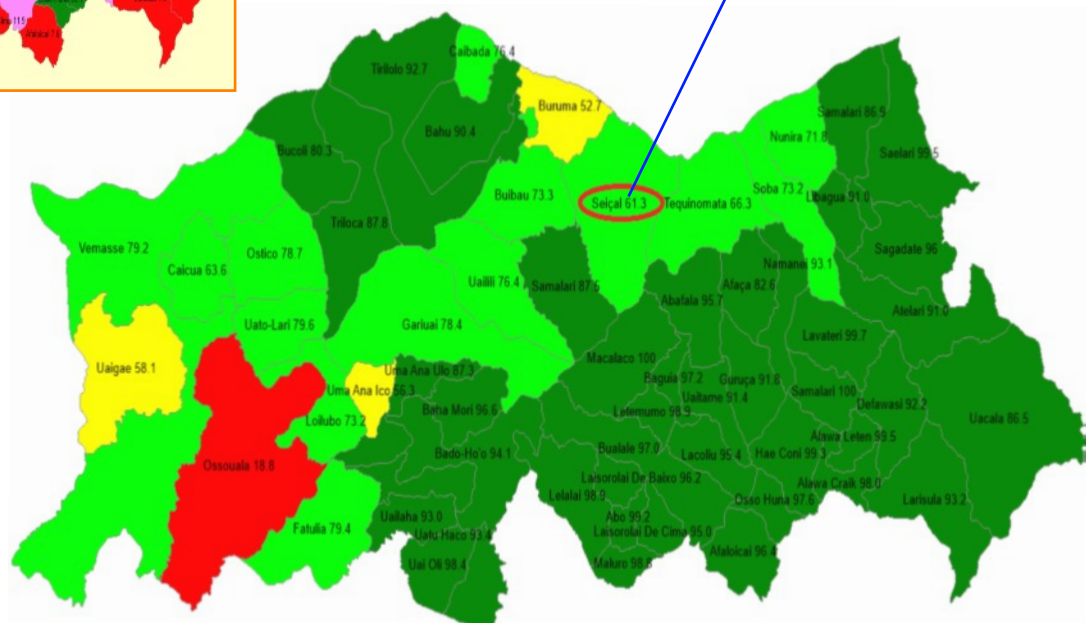 Afaloicai 7.8
Caibada 76.4
Tirilolo 92.7
Buruma 52.7
Samalari 86.9
Bahu 90.4
Nunira 71.8
Bucoli 80.3
Saelari 99.5
Buibau 73.3
Seiçal 61.3
Tequinomata 66.3
Soba 73.2
Libagua 91.0
Triloca 87.8
Vemasse 79.2
Ostico 78.7
Caicua 63.6
Sagadate 96
Uailili 76.4
Samalari 87.5
Namanei 93.1
Afaça 82.6
Abafala 95.7
Atelari 91.0
Uato-Lari 79.6
Gariuai 78.4
Lavateri 99.7
Macalaco 100
Uaigae 58.1
Uma Ana Ulo 87.3
Baguia 97.2
Guruça 91.8
Uma Ana Ico 56.3
Uaitame 91.4
Samalari 100
Defawasi 92.2
Baha Mori 96.6
Letemumo 98.9
Loilubo 73.2
Uacala 86.5
Alawa Leten 99.5
Bualale 97.0
Bado-Ho'o 94.1
Lacoliu 95.4
Hae Coni 99.3
Ossouala 18.8
Laisorolai De Baixo 96.2
Alawa Craik 98.0
Lelalai 98.9
Osso Huna 97.6
Larisula 93.2
Uailaha 93.0
Abo 99.2
Fatulia 79.4
Uatu Haco 93.4
Laisorolai De Cima 95.0
Afaloicai 96.4
Uai Oli 98.4
Maluro 98.8